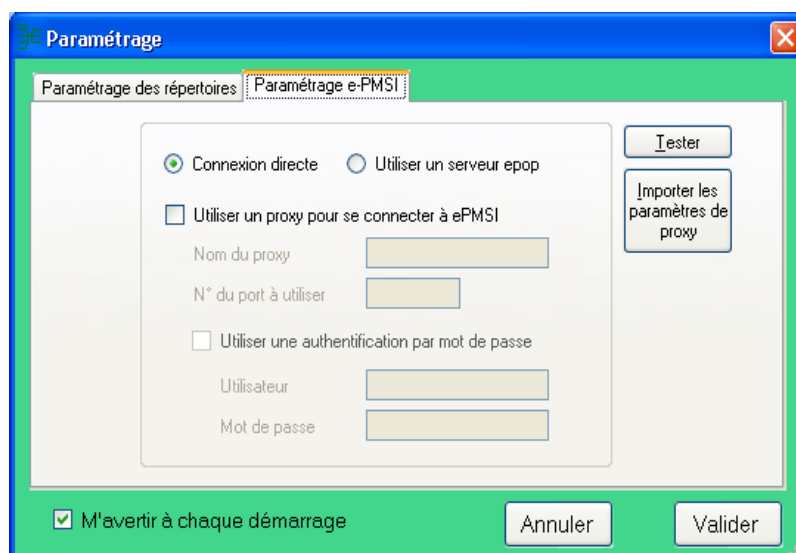 Paramétrage
Paramétrage des répertoires
Paramétrage e-PMSI
Connexion directe
Utiliser un serveur epop
Tester
Importer les
paramètres de
proxy
Utiliser un proxy pour se connecter à ePMSI
Nom du proxy
N° du port à utiliser
Utiliser une authentification par mot de passe
Utilisateur
Mot de passe
M'avertir à chaque démarrage
Annuler
Valider